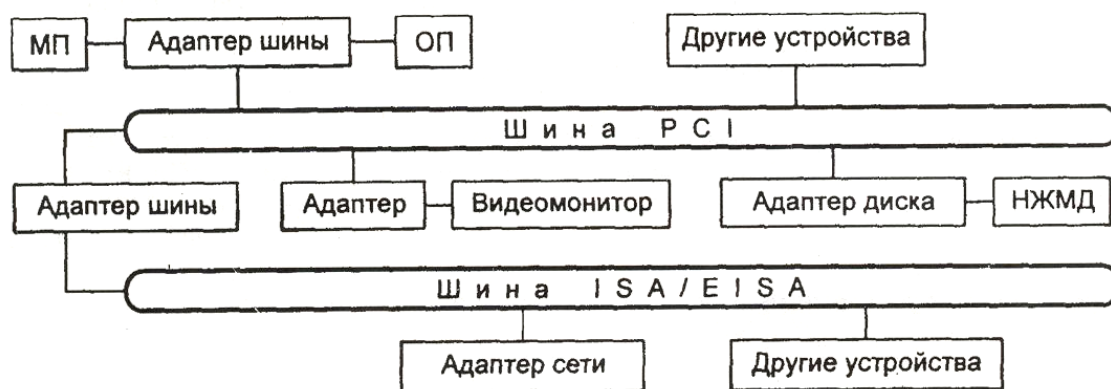 МП
Адаптер шины
ОП
Другие устройства
Шина PCI
Адаптер шины
Адаптер
Видеомонитор
Адаптер диска
НЖМД
Шина ISA/EISA
Адаптер сети
Другие устройства